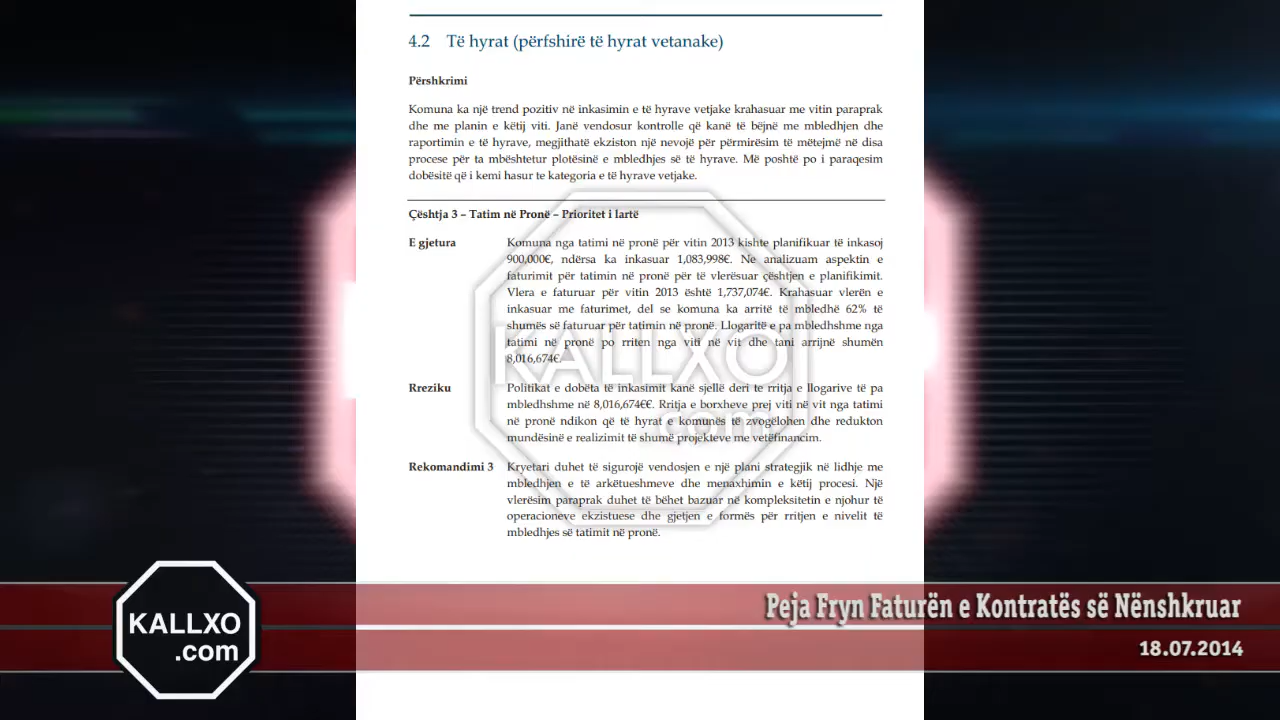 4.2 Të hyrat (përfshirë të hyrat vetanake)
Përshkrimi
Komuna ka një trend pozitiv në inkasimin e të hyrave vetjake krahasuar me vitin paraprak
dhe me planin e këtij viti. Janë vendosur kontrolle që kanë të bëjnë me mbledhjen dhe
raportimin e të hyrave, megjithatë ekziston një nevojë për përmirësim të mëtejmë në disa
procese për ta mbështetur plotësinë e mbledhjes së të hyrave. Më poshtë po i paraqesim
dobësitë që i kemi hasur te kategoria e të hyrave vetjake.
Çështja 3 – Tatim në Pronë – Prioritet i lartë
E gjetura Komuna nga tatimi në pronë për vitin 2013 kishte planifikuar të inkasoj
900,000€, ndërsa ka inkasuar 1,083,998€. Ne analizuam aspektin e
faturimit për tatimin në pronë për të vlerësuar çështjen e planifikimit.
Vlera e faturuar për vitin 2013 është 1,737,074€. Krahasuar vlerën e
inkasuar me faturimet, del se komuna ka arritë të mbledhë 62% të
shumës së faturuar për tatimin në pronë. Llogaritë e pa mbledhshme nga
tatimi në pronë po rriten nga viti në vit dhe tani arrijnë shumën
8,016,674€.
Rreziku Politikat e dobëta të inkasimit kanë sjellë deri te rritja e llogarive të pa
mbledhshme në 8,016,674€€. Rritja e borxheve prej viti në vit nga tatimi
në pronë ndikon që të hyrat e komunës të zvogëlohen dhe redukton
mundësinë e realizimit të shumë projekteve me vetëfinancim.
Rekomandimi 3 Kryetari duhet të sigurojë vendosjen e një plani strategjik në lidhje me
mbledhjen e të arkëtueshmeve dhe menaxhimin e këtij procesi. Një
vlerësim paraprak duhet të bëhet bazuar në kompleksitetin e njohur të
operacioneve ekzistuese dhe gjetjen e formës për rritjen e nivelit të
mbledhjes së tatimit në pronë.
KALLXO
.com
Peja Fryn Faturën e Kontratës së Nënshkruar
18.07.2014
KALLXO
.com